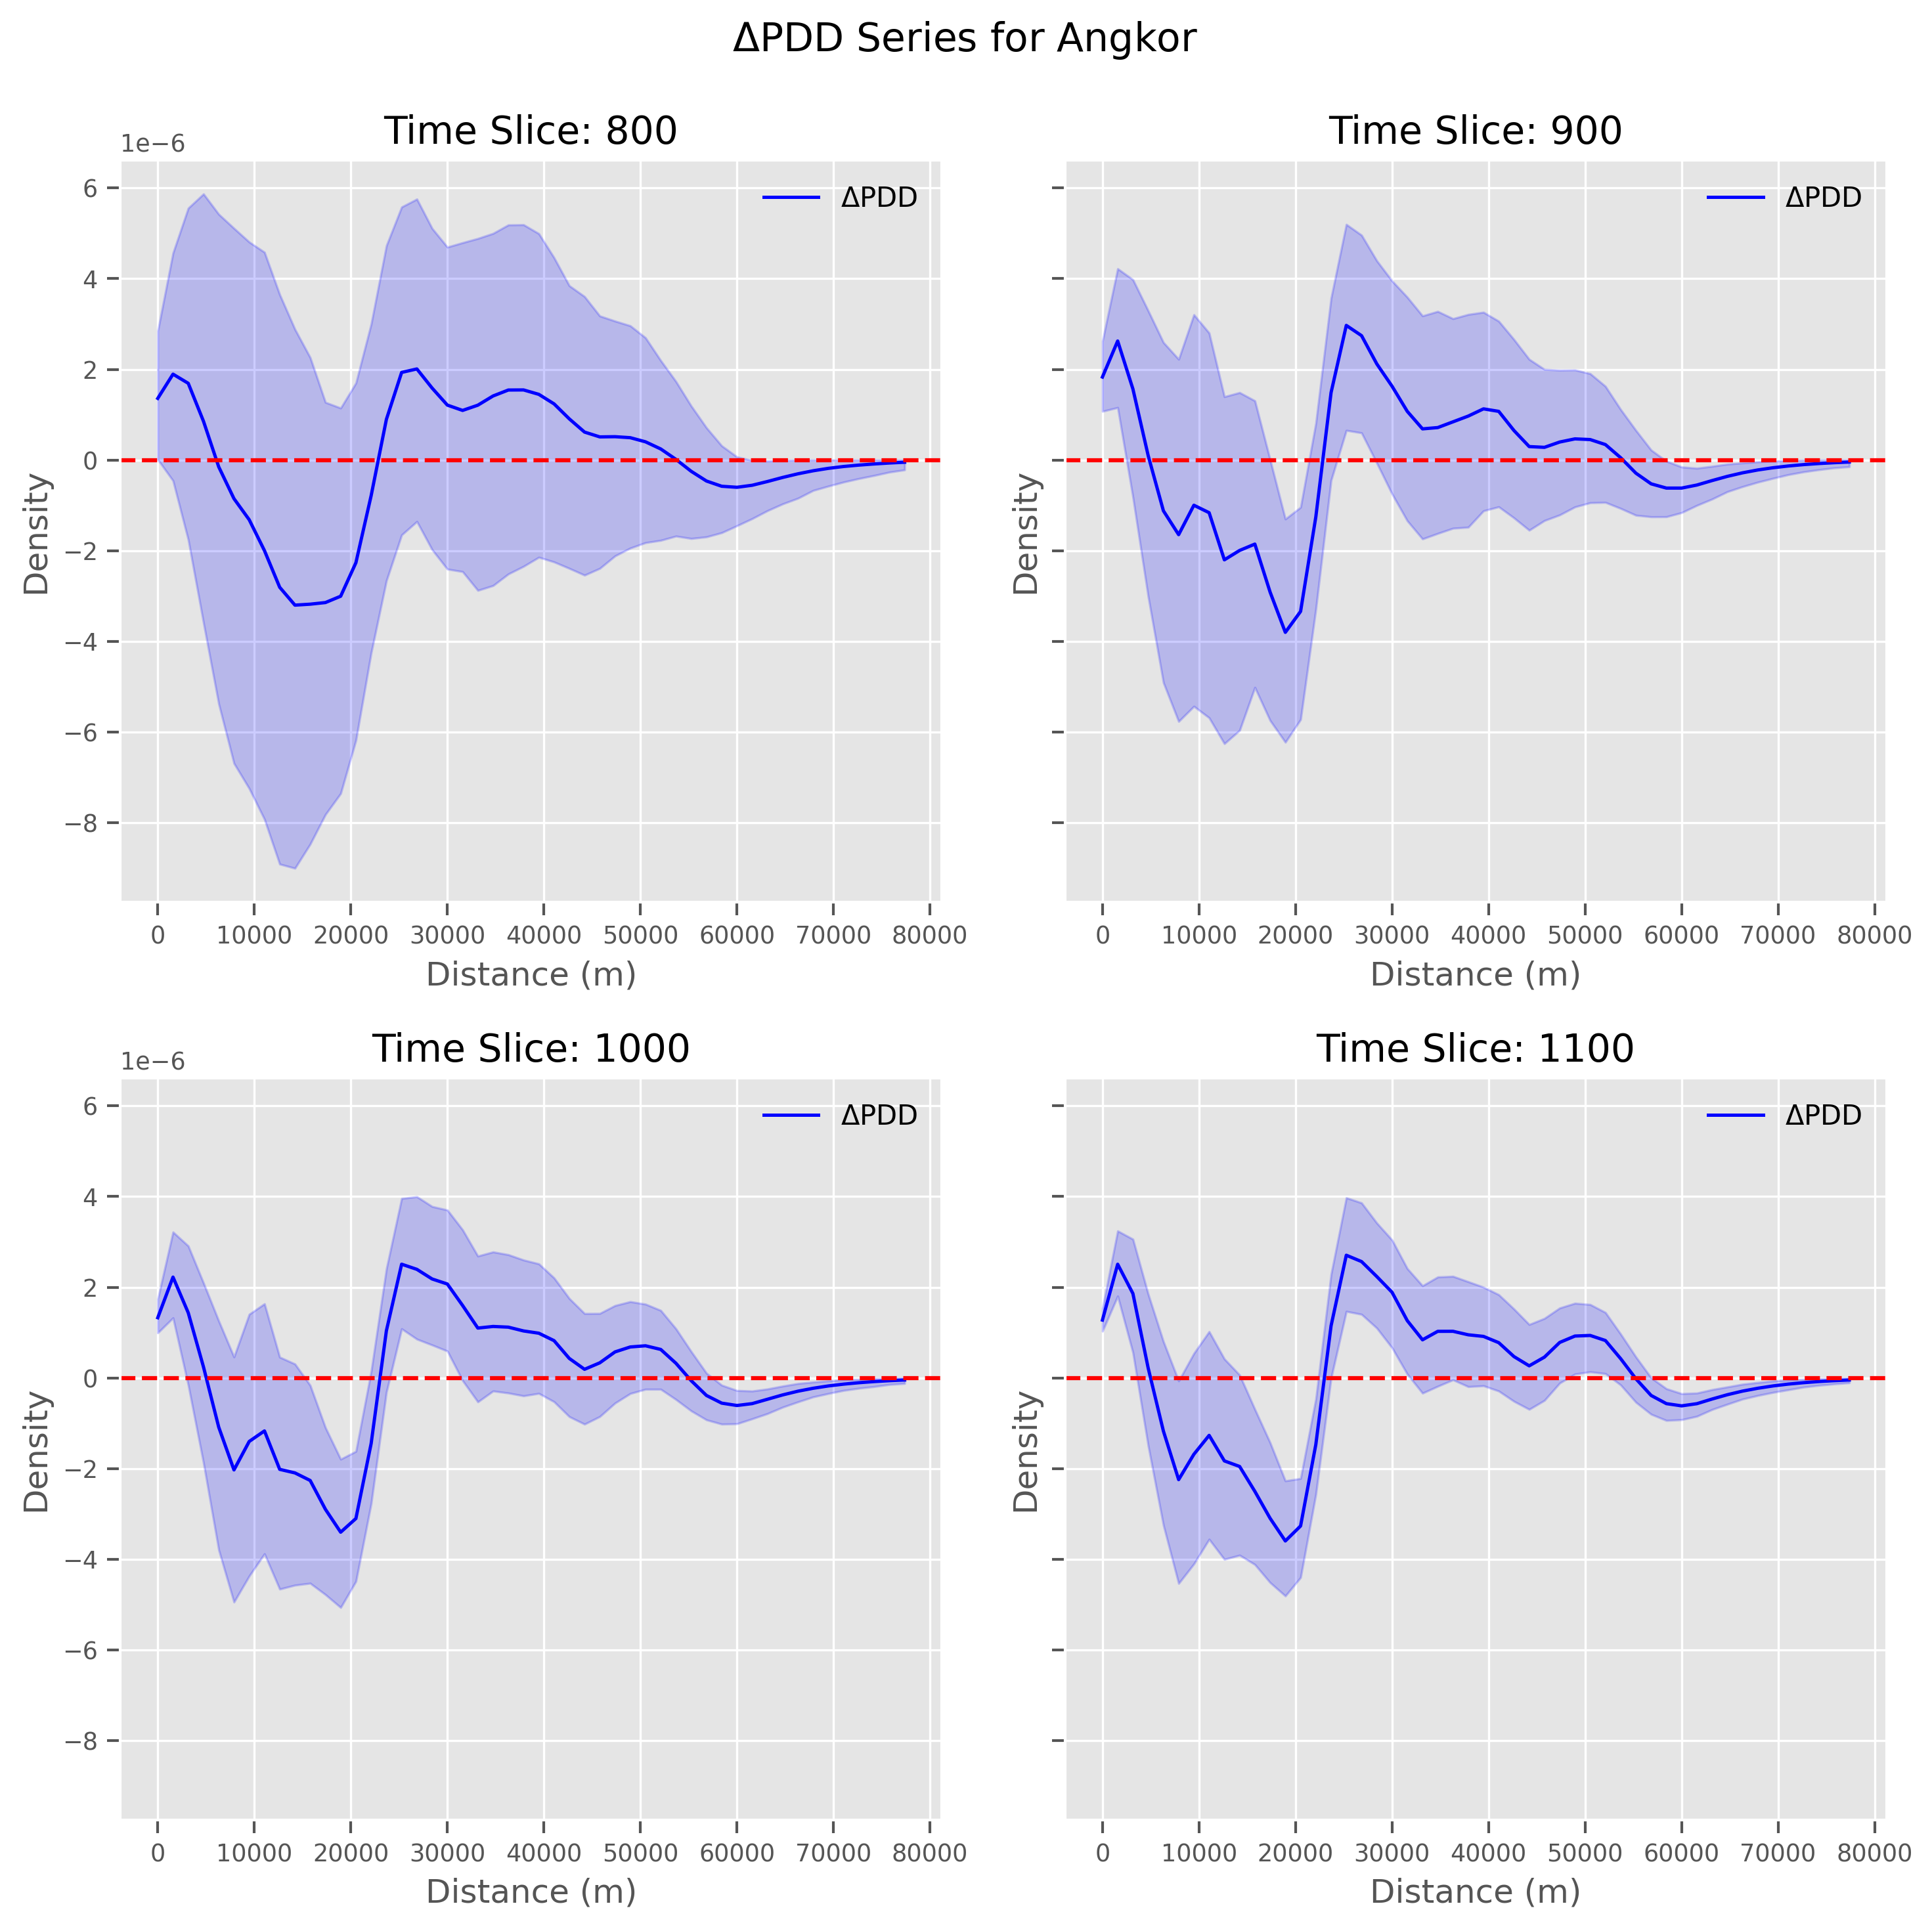 ΔPDD Series for Angkor
Time Slice: 800
1e−6
ΔPDD
6
4
2
0
−2
−4
−6
−8
Density
0 10000 20000 30000 40000 50000 60000 70000 80000
Distance (m)
Time Slice: 900
ΔPDD
Density
0 10000 20000 30000 40000 50000 60000 70000 80000
Distance (m)
Time Slice: 1000
1e−6
ΔPDD
6
4
2
0
−2
−4
−6
−8
Density
0 10000 20000 30000 40000 50000 60000 70000 80000
Distance (m)
Time Slice: 1100
ΔPDD
Density
0 10000 20000 30000 40000 50000 60000 70000 80000
Distance (m)